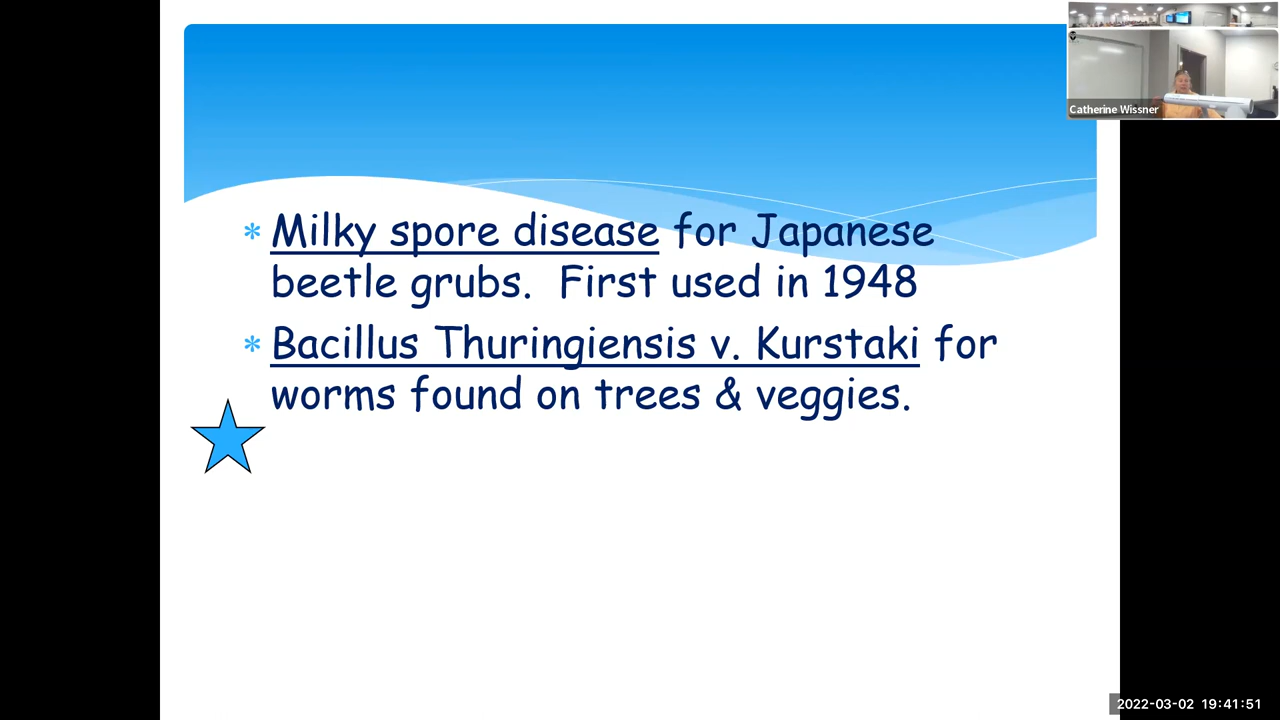 Catherine Wissner
* Milky spore disease for Japanese
beetle grubs. First used in 1948
* Bacillus Thuringiensis v. Kurstaki for
worms found on trees & veggies.
2022-03-02 19:41:51